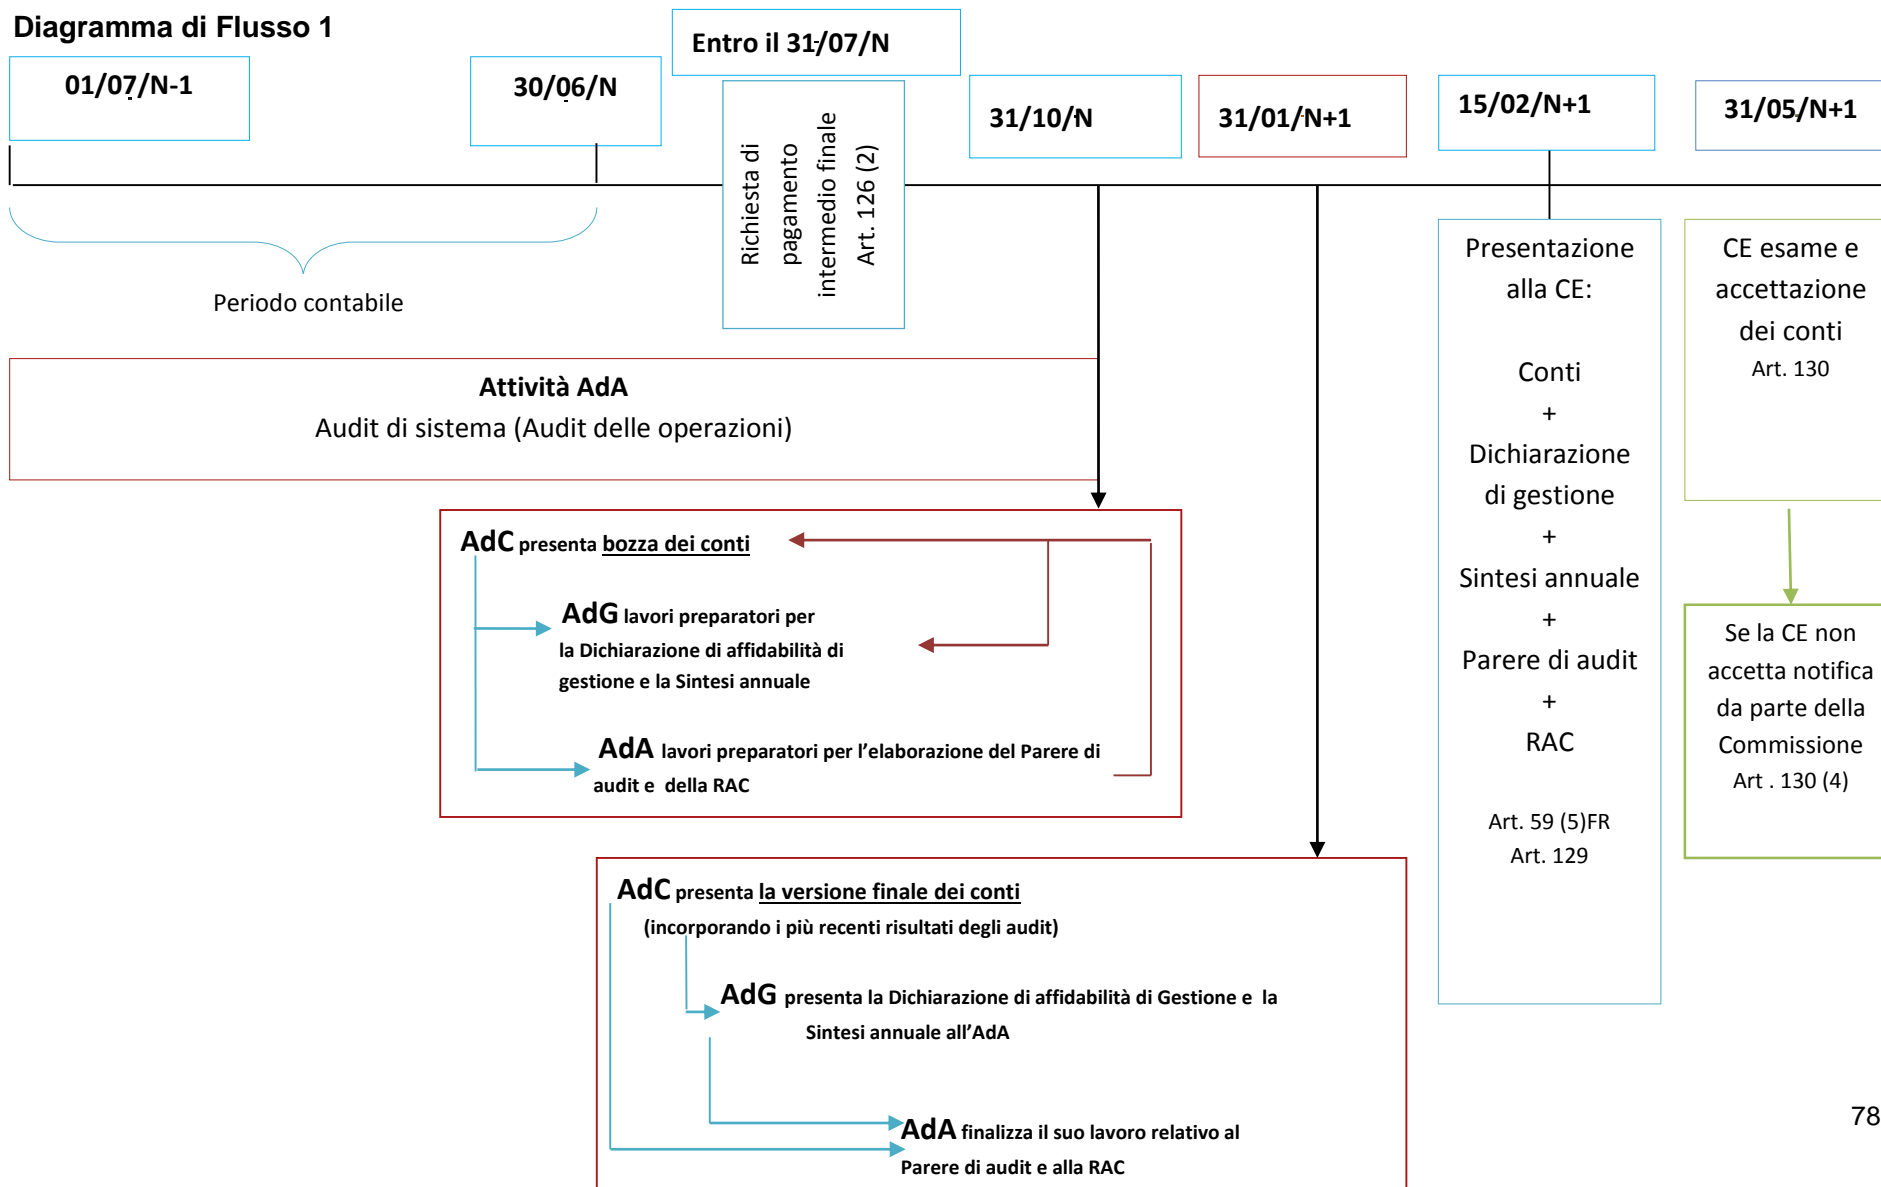 Diagramma di Flusso 1
01/07/N-1
30/06/N
Entro il 31/07/N
31/10/N
31/01/N+1
15/02/N+1
31/05/N+1
Richiesta di
pagamento
intermedio finale
Art. 126 (2)
Periodo contabile
Attività AdA
Audit di sistema (Audit delle operazioni)
AdC presenta bozza dei conti
AdG lavori preparatori per
la Dichiarazione di affidabilità di
gestione e la Sintesi annuale
AdA lavori preparatori per l’elaborazione del Parere di
audit e della RAC
AdC presenta la versione finale dei conti
(incorporando i più recenti risultati degli audit)
AdG presenta la Dichiarazione di affidabilità di Gestione e la
Sintesi annuale all’AdA
AdA finalizza il suo lavoro relativo al
Parere di audit e alla RAC
Presentazione
alla CE:
Conti
+
Dichiarazione
di gestione
+
Sintesi annuale
+
Parere di audit
+
RAC
Art. 59 (5)FR
Art. 129
CE esame e
accettazione
dei conti
Art. 130
Se la CE non
accetta notifica
da parte della
Commissione
Art . 130 (4)
78